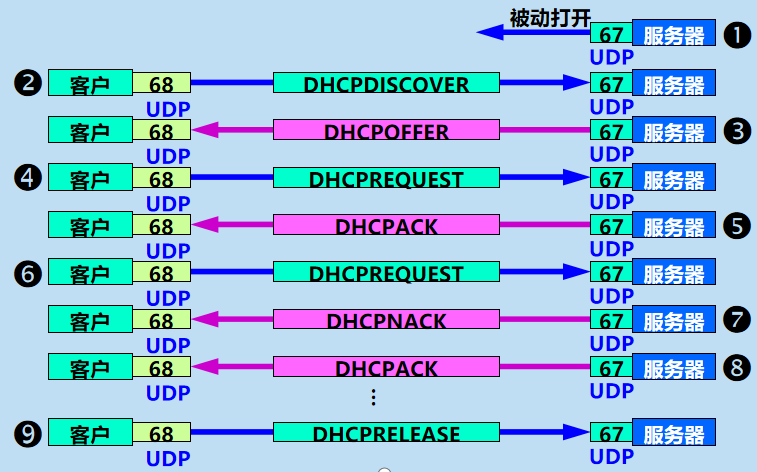 被动打开 67 服务器 ❶
UDP
❷ 客户 68 DHCPDISCOVER 67 服务器
UDP UDP
客户 68 DHCPOFFER 67 服务器 ❸
UDP UDP
❹ 客户 68 DHCPREQUEST 67 服务器
UDP UDP
客户 68 DHCPACK 67 服务器 ❺
UDP UDP
❻ 客户 68 DHCPREQUEST 67 服务器
UDP UDP
客户 68 DHCPNACK 67 服务器 ❼
UDP UDP
客户 68 DHCPACK 67 服务器 ❽
UDP UDP
⋮
❾ 客户 68 DHCPRELEASE 67 服务器
UDP UDP